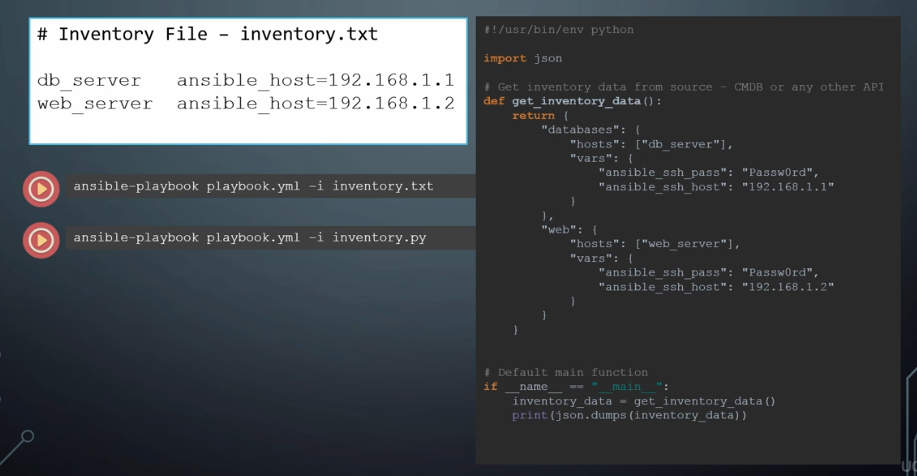 # Inventory File – inventory.txt
db_server ansible_host=192.168.1.1
web_server ansible_host=192.168.1.2
ansible-playbook playbook.yml –i inventory.txt
ansible-playbook playbook.yml –i inventory.py
#!/usr/bin/env python
import json
# Get inventory data from source – CMDB or any other API
def get_inventory_data():
    return {
        "databases": {
            "hosts": ["db_server"],
            "vars": {
                "ansible_ssh_pass": "Passw0rd",
                "ansible_ssh_host": "192.168.1.1"
            }
        },
        "web": {
            "hosts": ["web_server"],
            "vars": {
                "ansible_ssh_pass": "Passw0rd",
                "ansible_ssh_host": "192.168.1.2"
            }
        }
    }
# Default main function
if __name__ == "__main__":
    inventory_data = get_inventory_data()
    print(json.dumps(inventory_data))